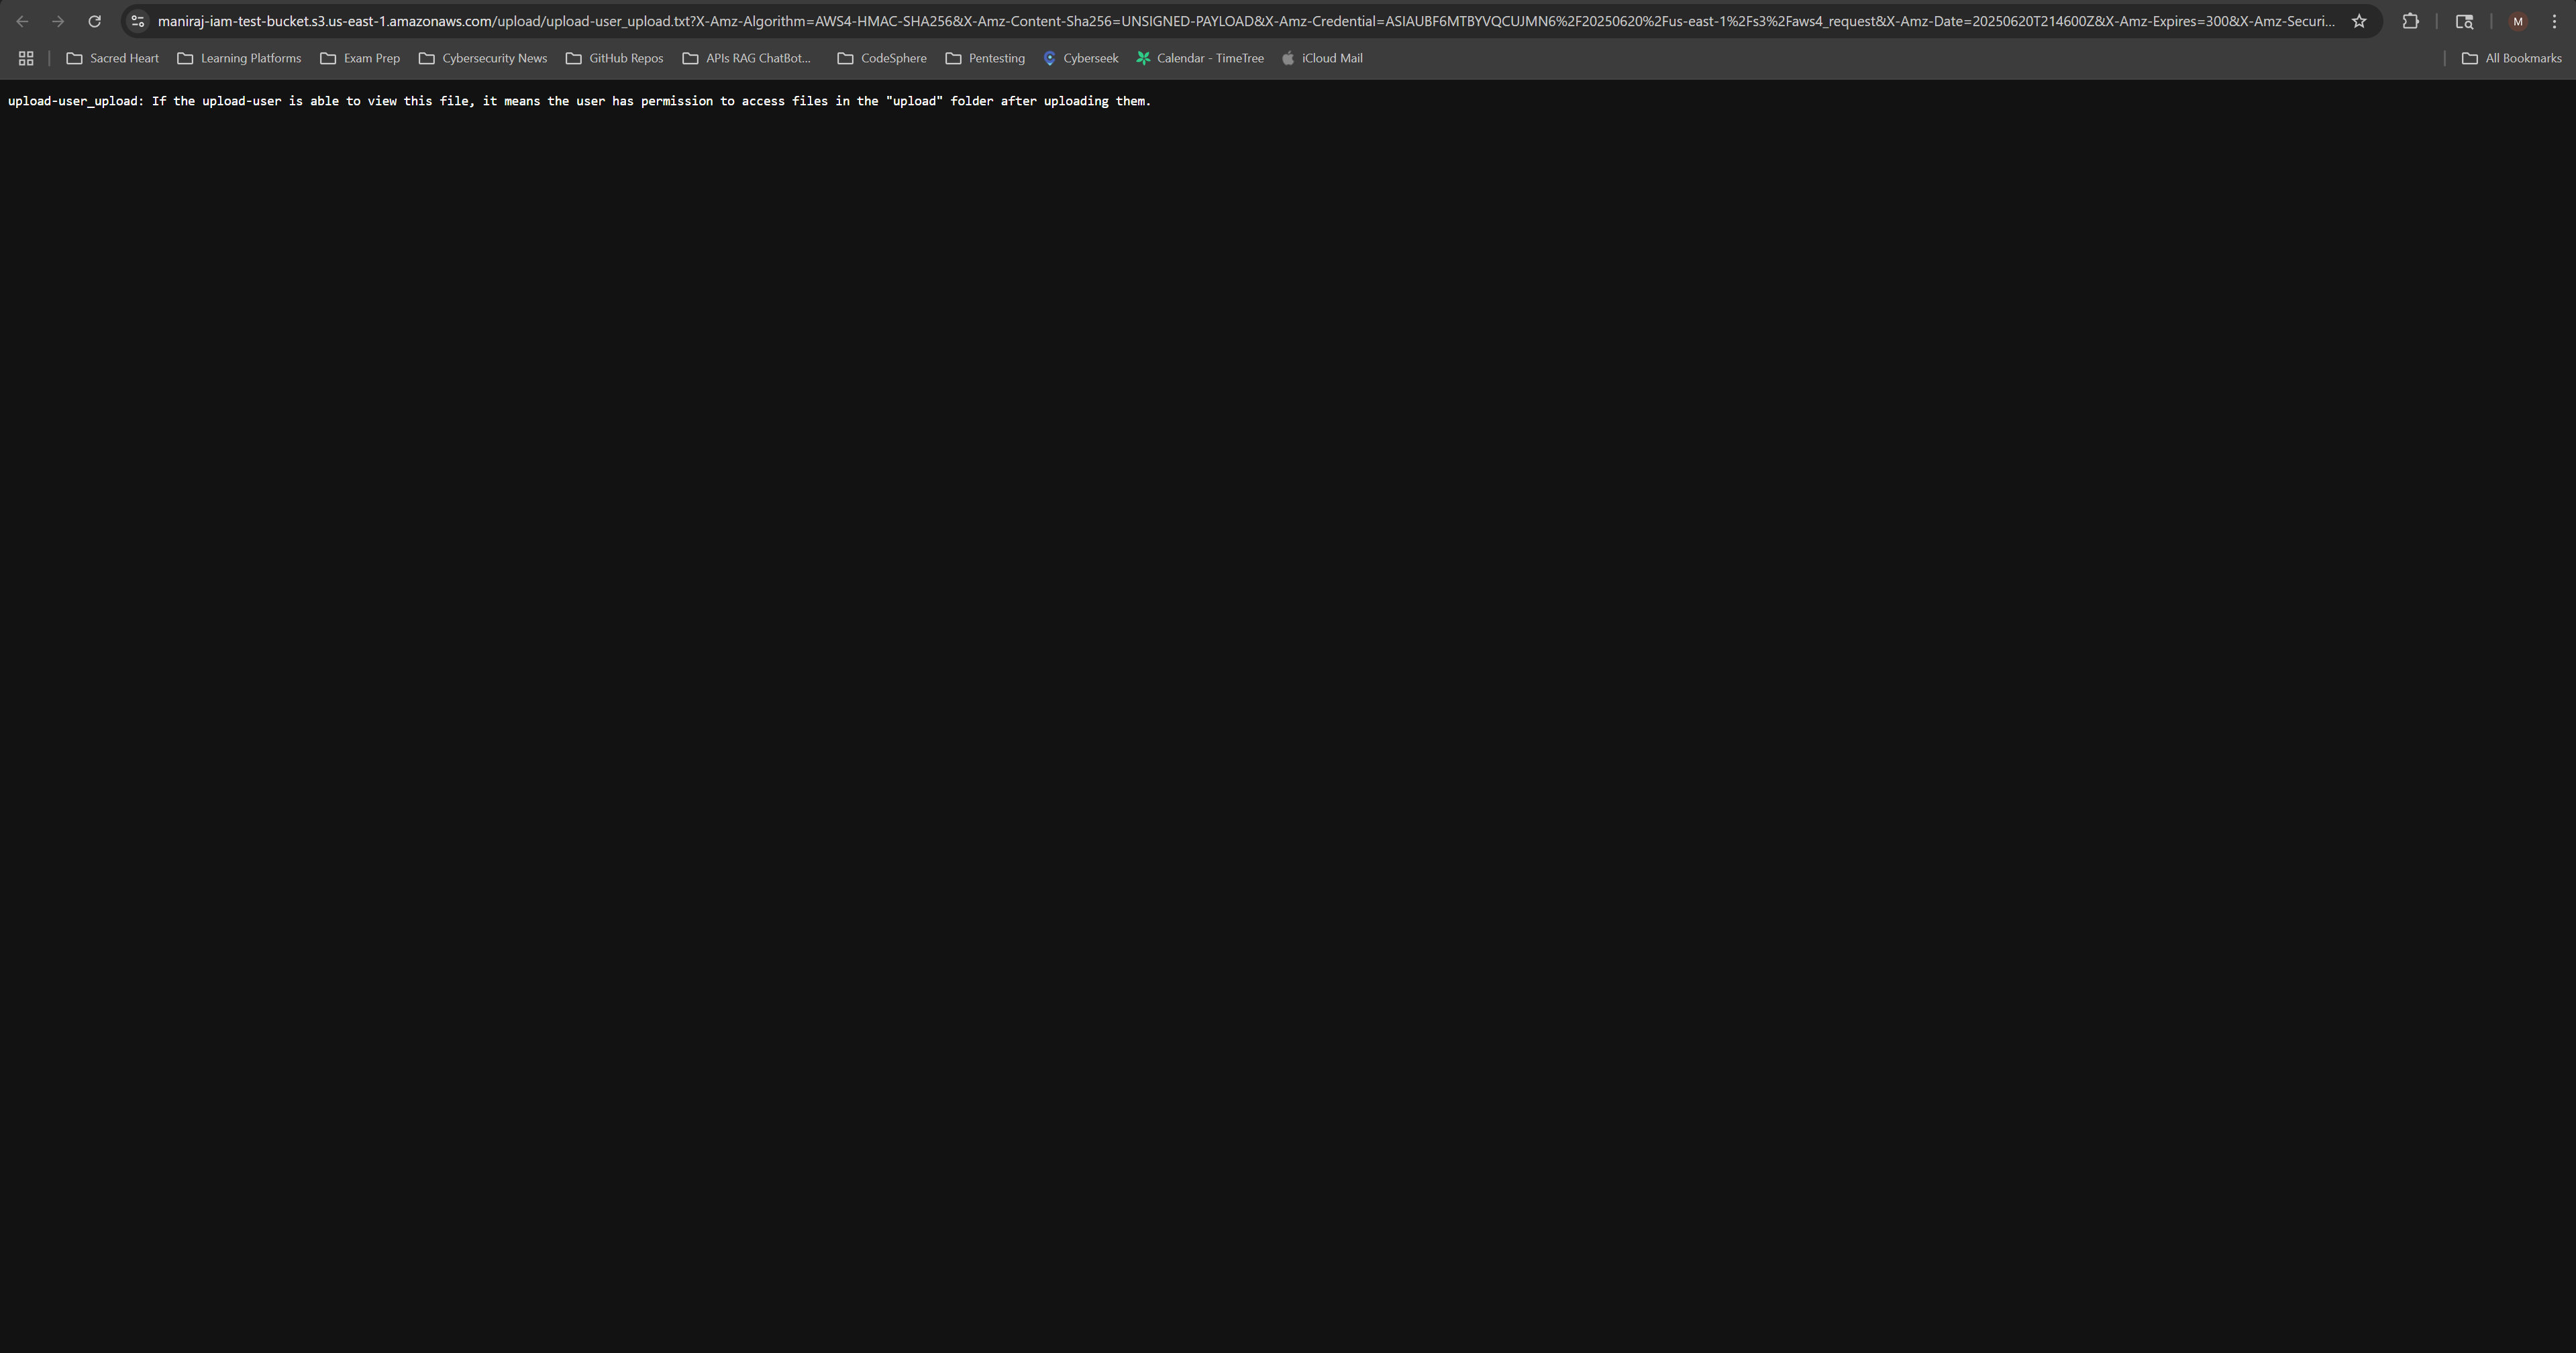 maniraj-iam-test-bucket.s3.us-east-1.amazonaws.com/upload/upload-user_upload.txt?X-Amz-Algorithm=AWS4-HMAC-SHA256&X-Amz-Content-Sha256=UNSIGNED-PAYLOAD&X-Amz-Credential=ASIAUBF6MTBYVQCUJMN6%2F20250620%2Fus-east-1%2Fs3%2Faws4_request&X-Amz-Date=20250620T214600Z&X-Amz-Expires=300&X-Amz-Securi...
M
Sacred Heart Learning Platforms Exam Prep Cybersecurity News GitHub Repos APIs RAG ChatBot... CodeSphere Pentesting Cyberseek Calendar - TimeTree iCloud Mail All Bookmarks
upload-user_upload: If the upload-user is able to view this file, it means the user has permission to access files in the "upload" folder after uploading them.